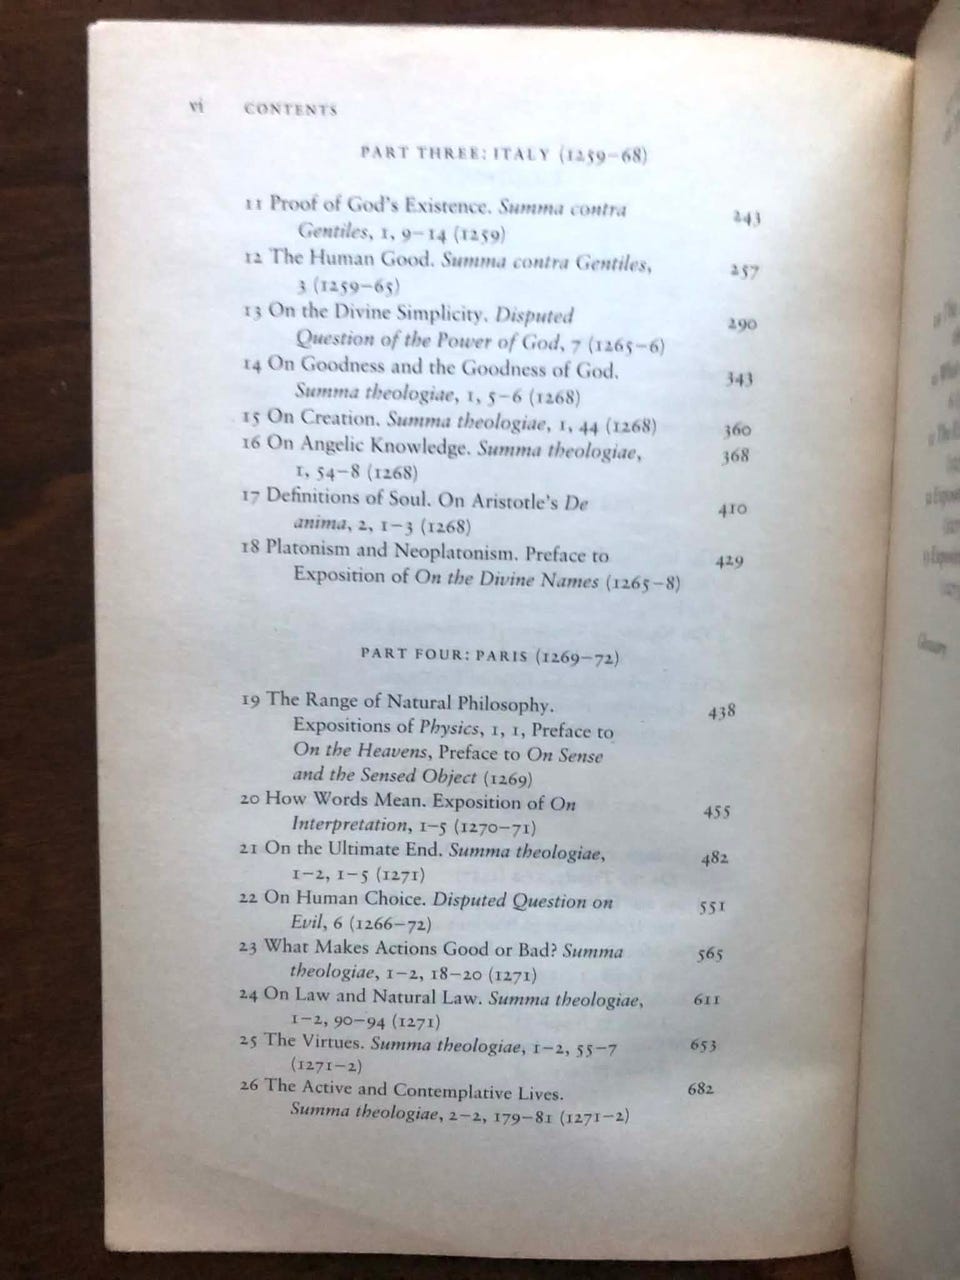 vi CONTENTS
PART THREE: ITALY (1259–68)
11 Proof of God's Existence. Summa contra 243
Gentiles, 1, 9–14 (1259)
12 The Human Good. Summa contra Gentiles, 257
3 (1259–65)
13 On the Divine Simplicity. Disputed 290
Question of the Power of God, 7 (1265–6)
14 On Goodness and the Goodness of God. 343
Summa theologiae, 1, 5–6 (1268)
15 On Creation. Summa theologiae, 1, 44 (1268) 360
16 On Angelic Knowledge. Summa theologiae, 368
1, 54–8 (1268)
17 Definitions of Soul. On Aristotle's De 410
anima, 2, 1–3 (1268)
18 Platonism and Neoplatonism. Preface to 429
Exposition of On the Divine Names (1265–8)
PART FOUR: PARIS (1269–72)
19 The Range of Natural Philosophy. 438
Expositions of Physics, 1, 1, Preface to
On the Heavens, Preface to On Sense
and the Sensed Object (1269)
20 How Words Mean. Exposition of On 455
Interpretation, 1–5 (1270–71)
21 On the Ultimate End. Summa theologiae, 482
1–2, 1–5 (1271)
22 On Human Choice. Disputed Question on 551
Evil, 6 (1266–72)
23 What Makes Actions Good or Bad? Summa 565
theologiae, 1–2, 18–20 (1271)
24 On Law and Natural Law. Summa theologiae, 611
1–2, 90–94 (1271)
25 The Virtues. Summa theologiae, 1–2, 55–7 653
(1271–2)
26 The Active and Contemplative Lives. 682
Summa theologiae, 2–2, 179–81 (1271–2)
Glossary